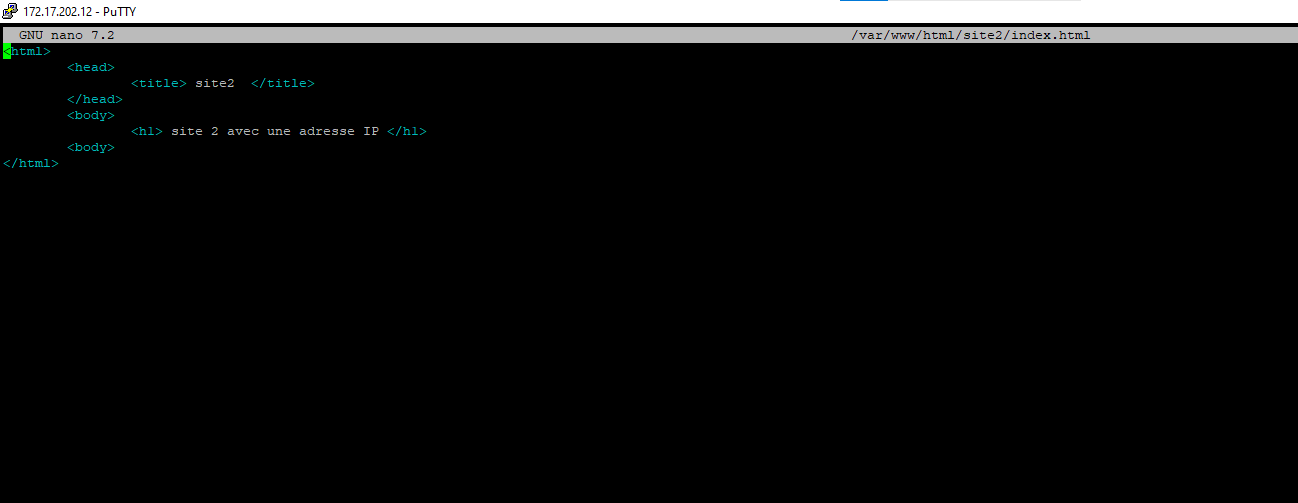 172.17.202.12 - PuTTY
GNU nano 7.2 /var/www/html/site2/index.html
<html>
<head>
<title> site2  </title>
</head>
<body>
<h1> site 2 avec une adresse IP </h1>
<body>
</html>